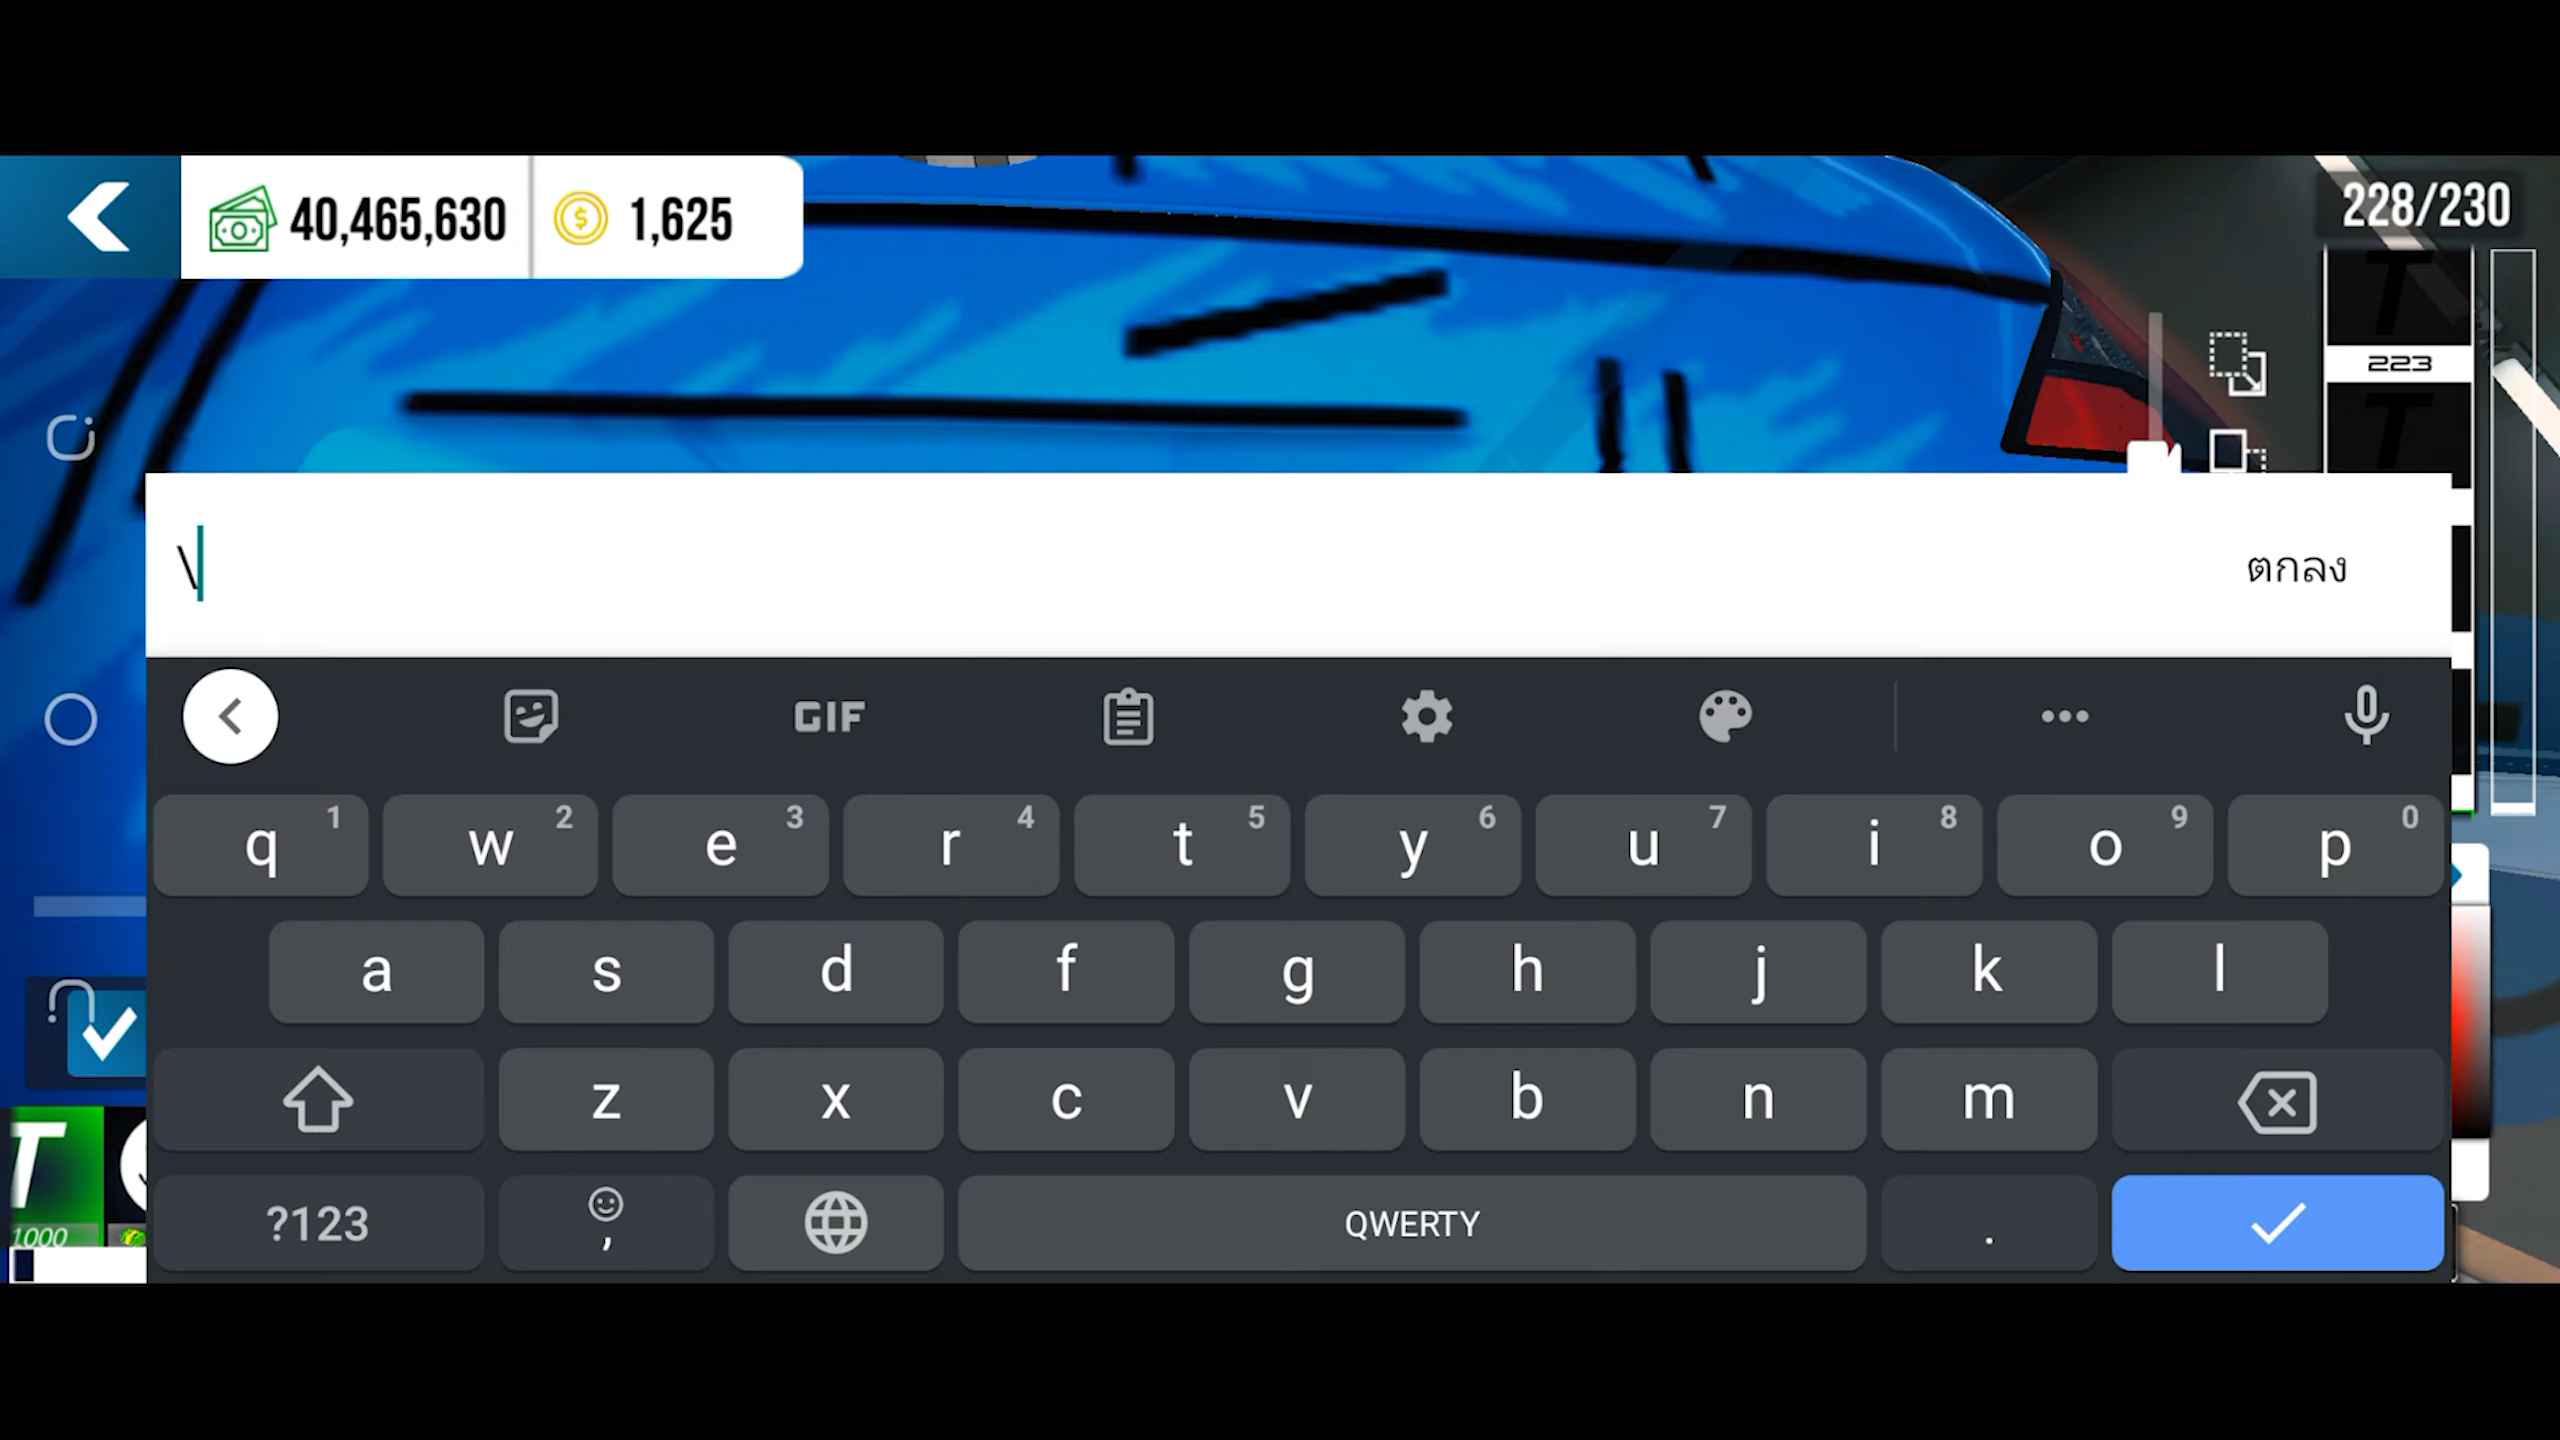 40,465,630 1,625
228/230
223
\
ตกลง
GIF
q 1 w 2 e 3 r 4 t 5 y 6 u 7 i 8 o 9 p 0
a s d f g h j k l
z x c v b n m
?123 , QWERTY .
T
1000